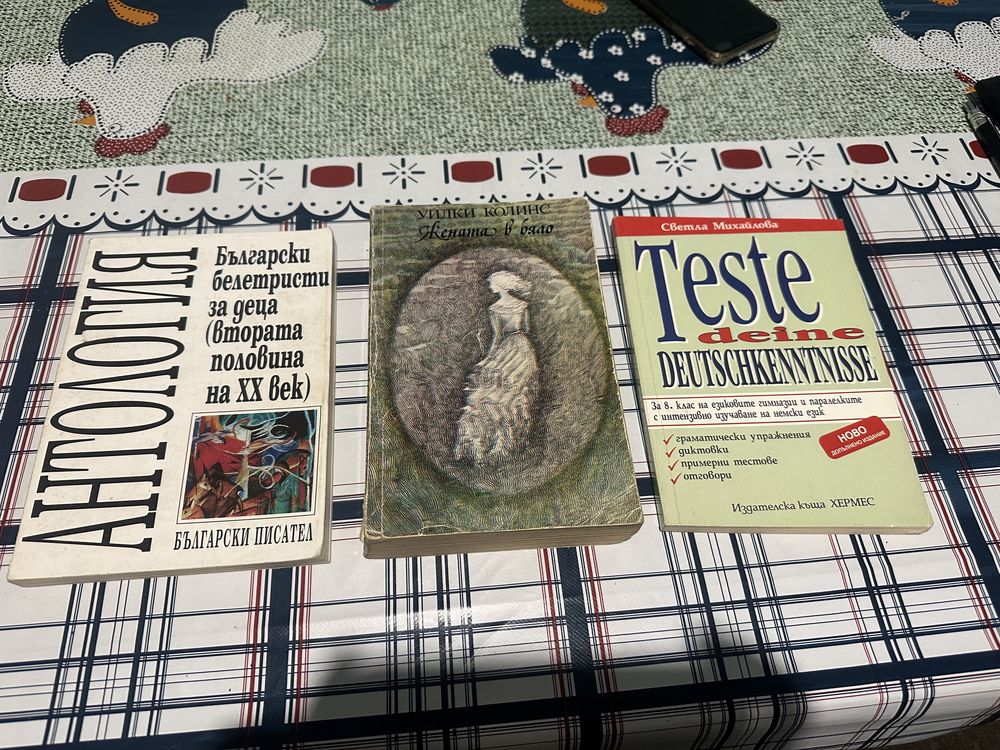 АНТОЛОГИЯ
Български
белетристи
за деца
(втората
половина
на XX век)
БЪЛГАРСКИ ПИСАТЕЛ
УИЛКИ КОЛИНС
Жената в бяло
Светла Михайлова
Teste
deine
DEUTSCHKENNTNISSE
За 8. клас на езиковите гимназии и паралелките
с интензивно изучаване на немски език
граматически упражнения
диктовки
примерни тестове
отговори
НОВО
ДОПЪЛНЕНО ИЗДАНИЕ
Издателска къща ХЕРМЕС